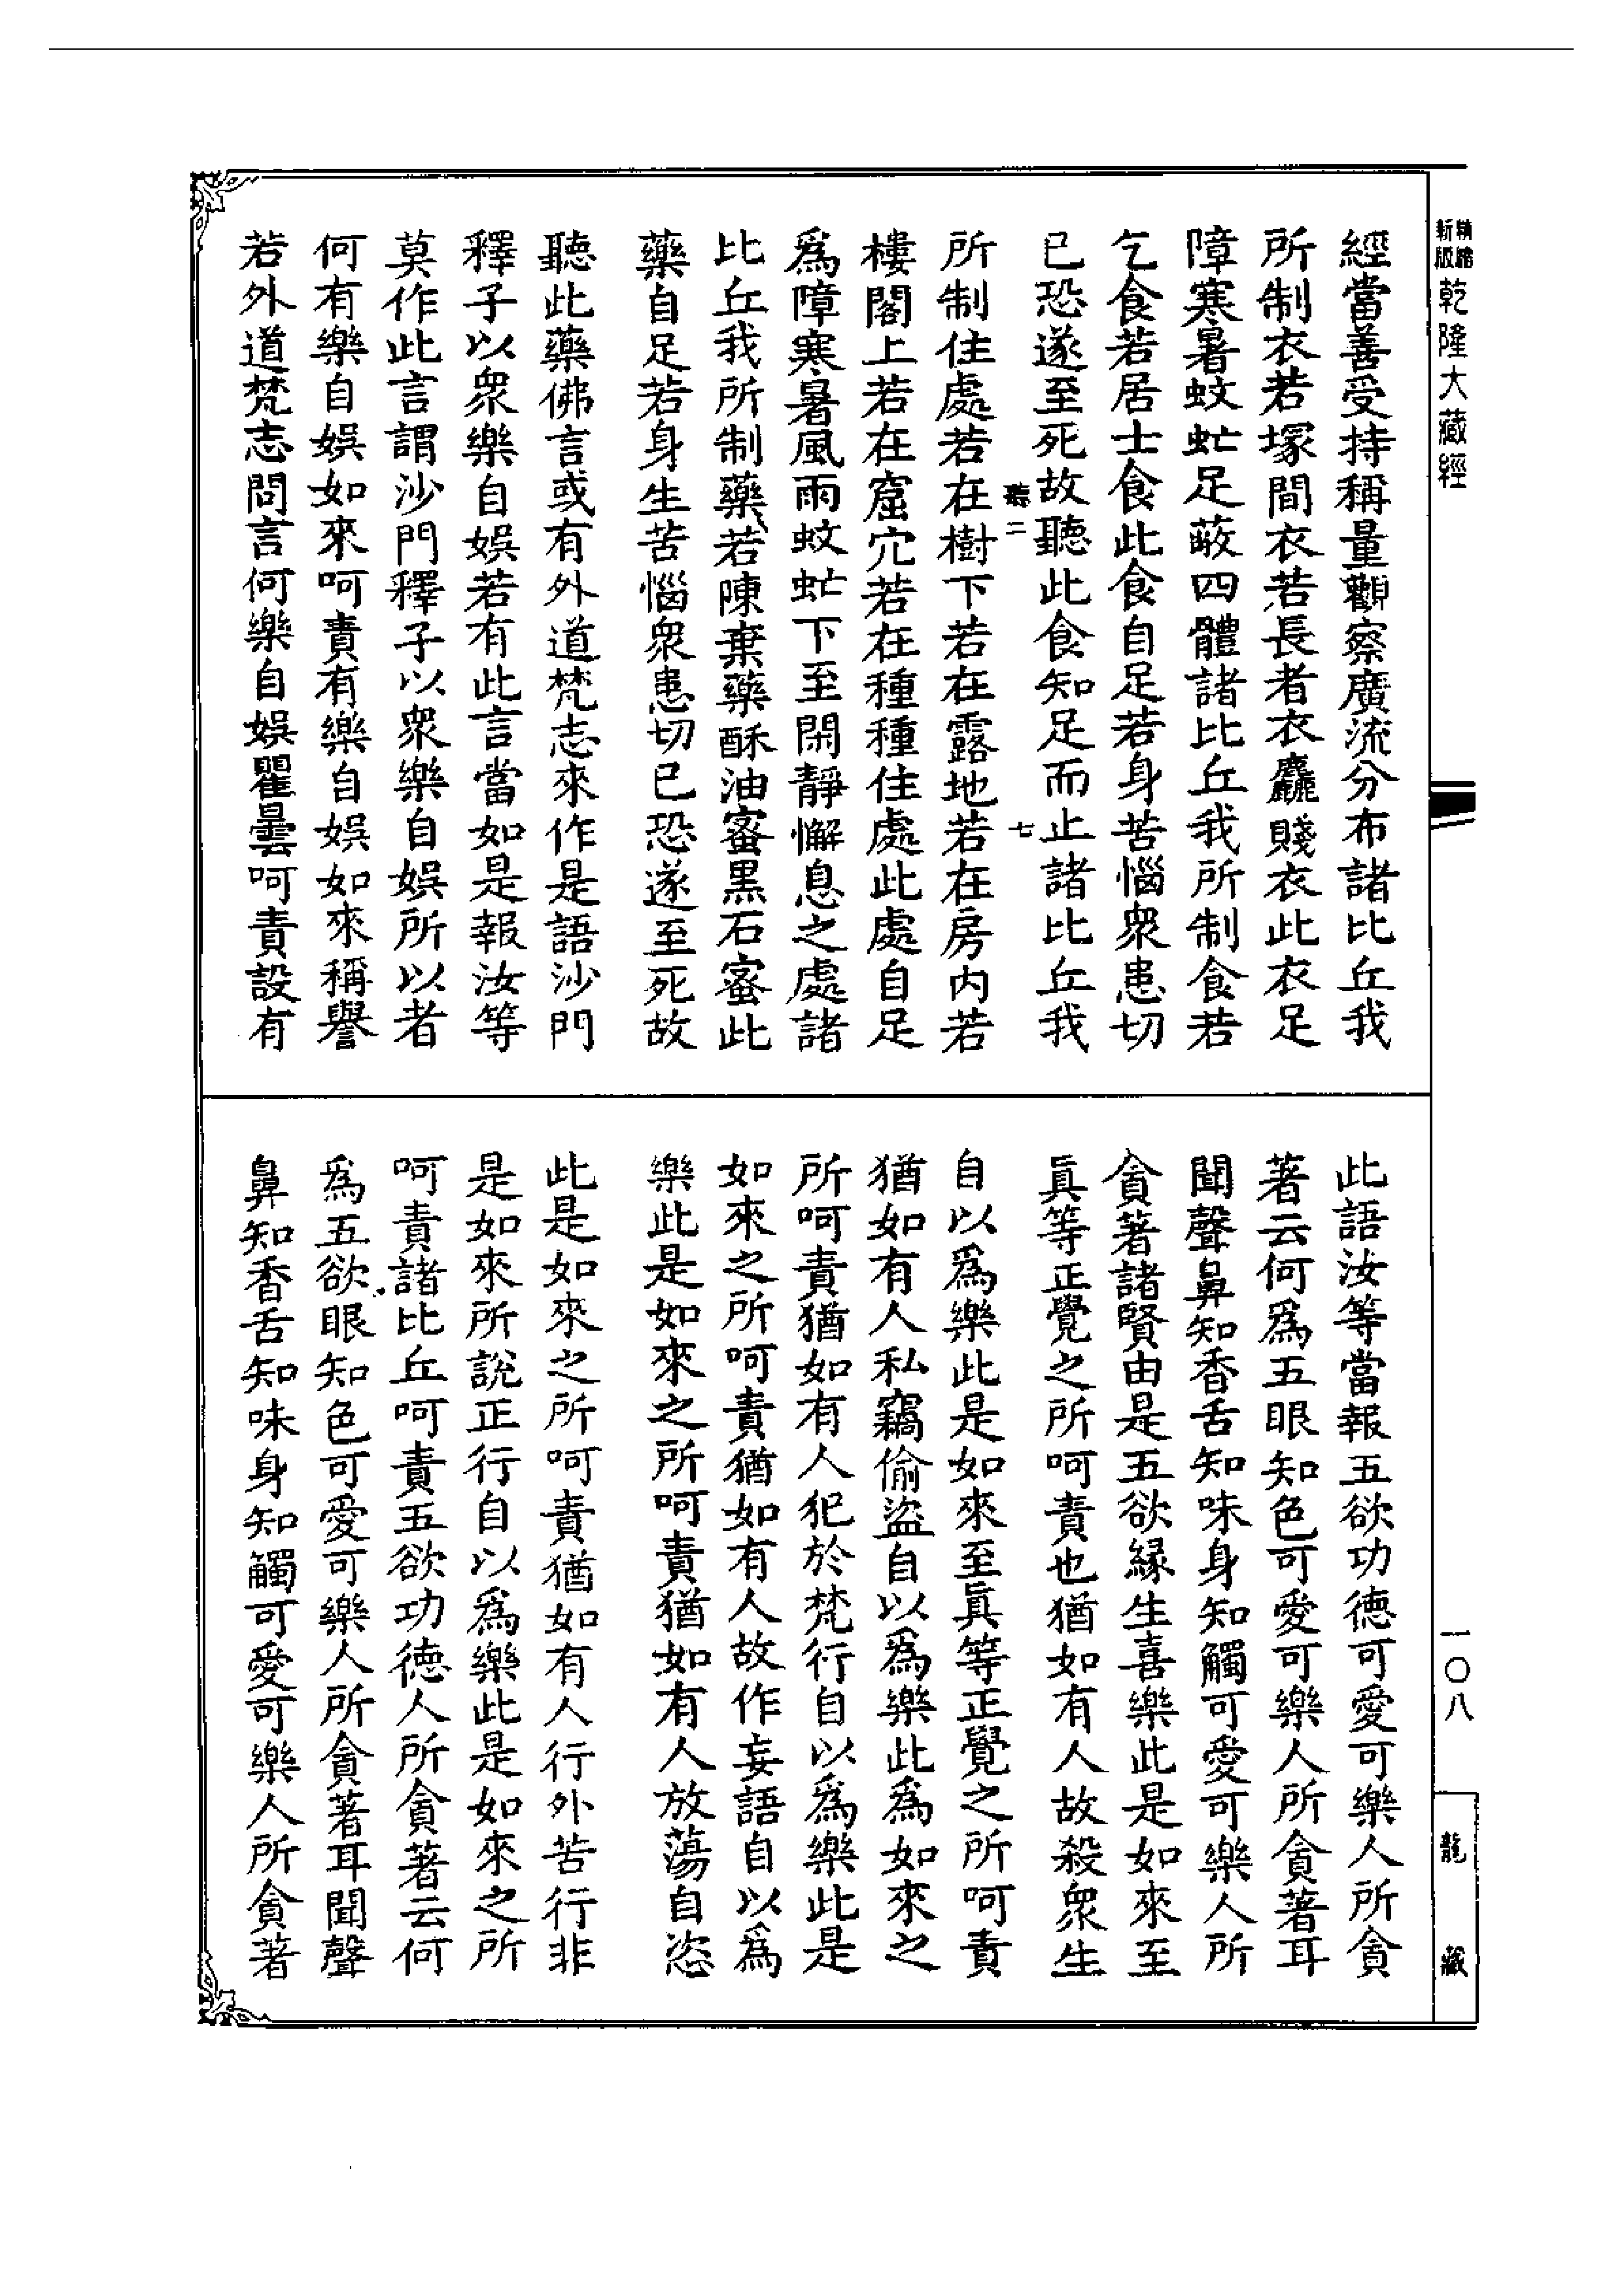 精縮新版乾隆大藏經
一〇八
龍藏
經當善受持稱量觀察廣流分布諸比丘我
所制衣若塚間衣若長者衣麤賤衣此衣足
障寒暑蚊虻足蔽四體諸比丘我所制食若
乞食若居士食此食自足若身苦惱眾患切
已恐遂至死故聽此食知足而止諸比丘我
聽二 七
所制住處若在樹下若在露地若在房內若
樓閣上若在窟穴若在種種住處此處自足
爲障寒暑風雨蚊虻下至閑靜懈息之處諸
比丘我所制藥若陳棄藥酥油蜜黑石蜜此
藥自足若身生苦惱眾患切已恐遂至死故
聽此藥佛言或有外道梵志來作是語沙門
釋子以眾樂自娛若有此言當如是報汝等
莫作此言謂沙門釋子以眾樂自娛所以者
何有樂自娛如來呵責有樂自娛如來稱譽
若外道梵志問言何樂自娛瞿曇呵責設有
此語汝等當報五欲功德可愛可樂人所貪
著云何爲五眼知色可愛可樂人所貪著耳
聞聲鼻知香舌知味身知觸可愛可樂人所
貪著諸賢由是五欲緣生喜樂此是如來至
眞等正覺之所呵責也猶如有人故殺眾生
自以爲樂此是如來至眞等正覺之所呵責
猶如有人私竊偷盜自以爲樂此爲如來之
所呵責猶如有人犯於梵行自以爲樂此是
如來之所呵責猶如有人故作妄語自以爲
樂此是如來之所呵責猶如有人放蕩自恣
此是如來之所呵責猶如有人行外苦行非
是如來所說正行自以爲樂此是如來之所
呵責諸比丘呵責五欲功德人所貪著云何
爲五欲眼知色可愛可樂人所貪著耳聞聲
鼻知香舌知味身知觸可愛可樂人所貪著